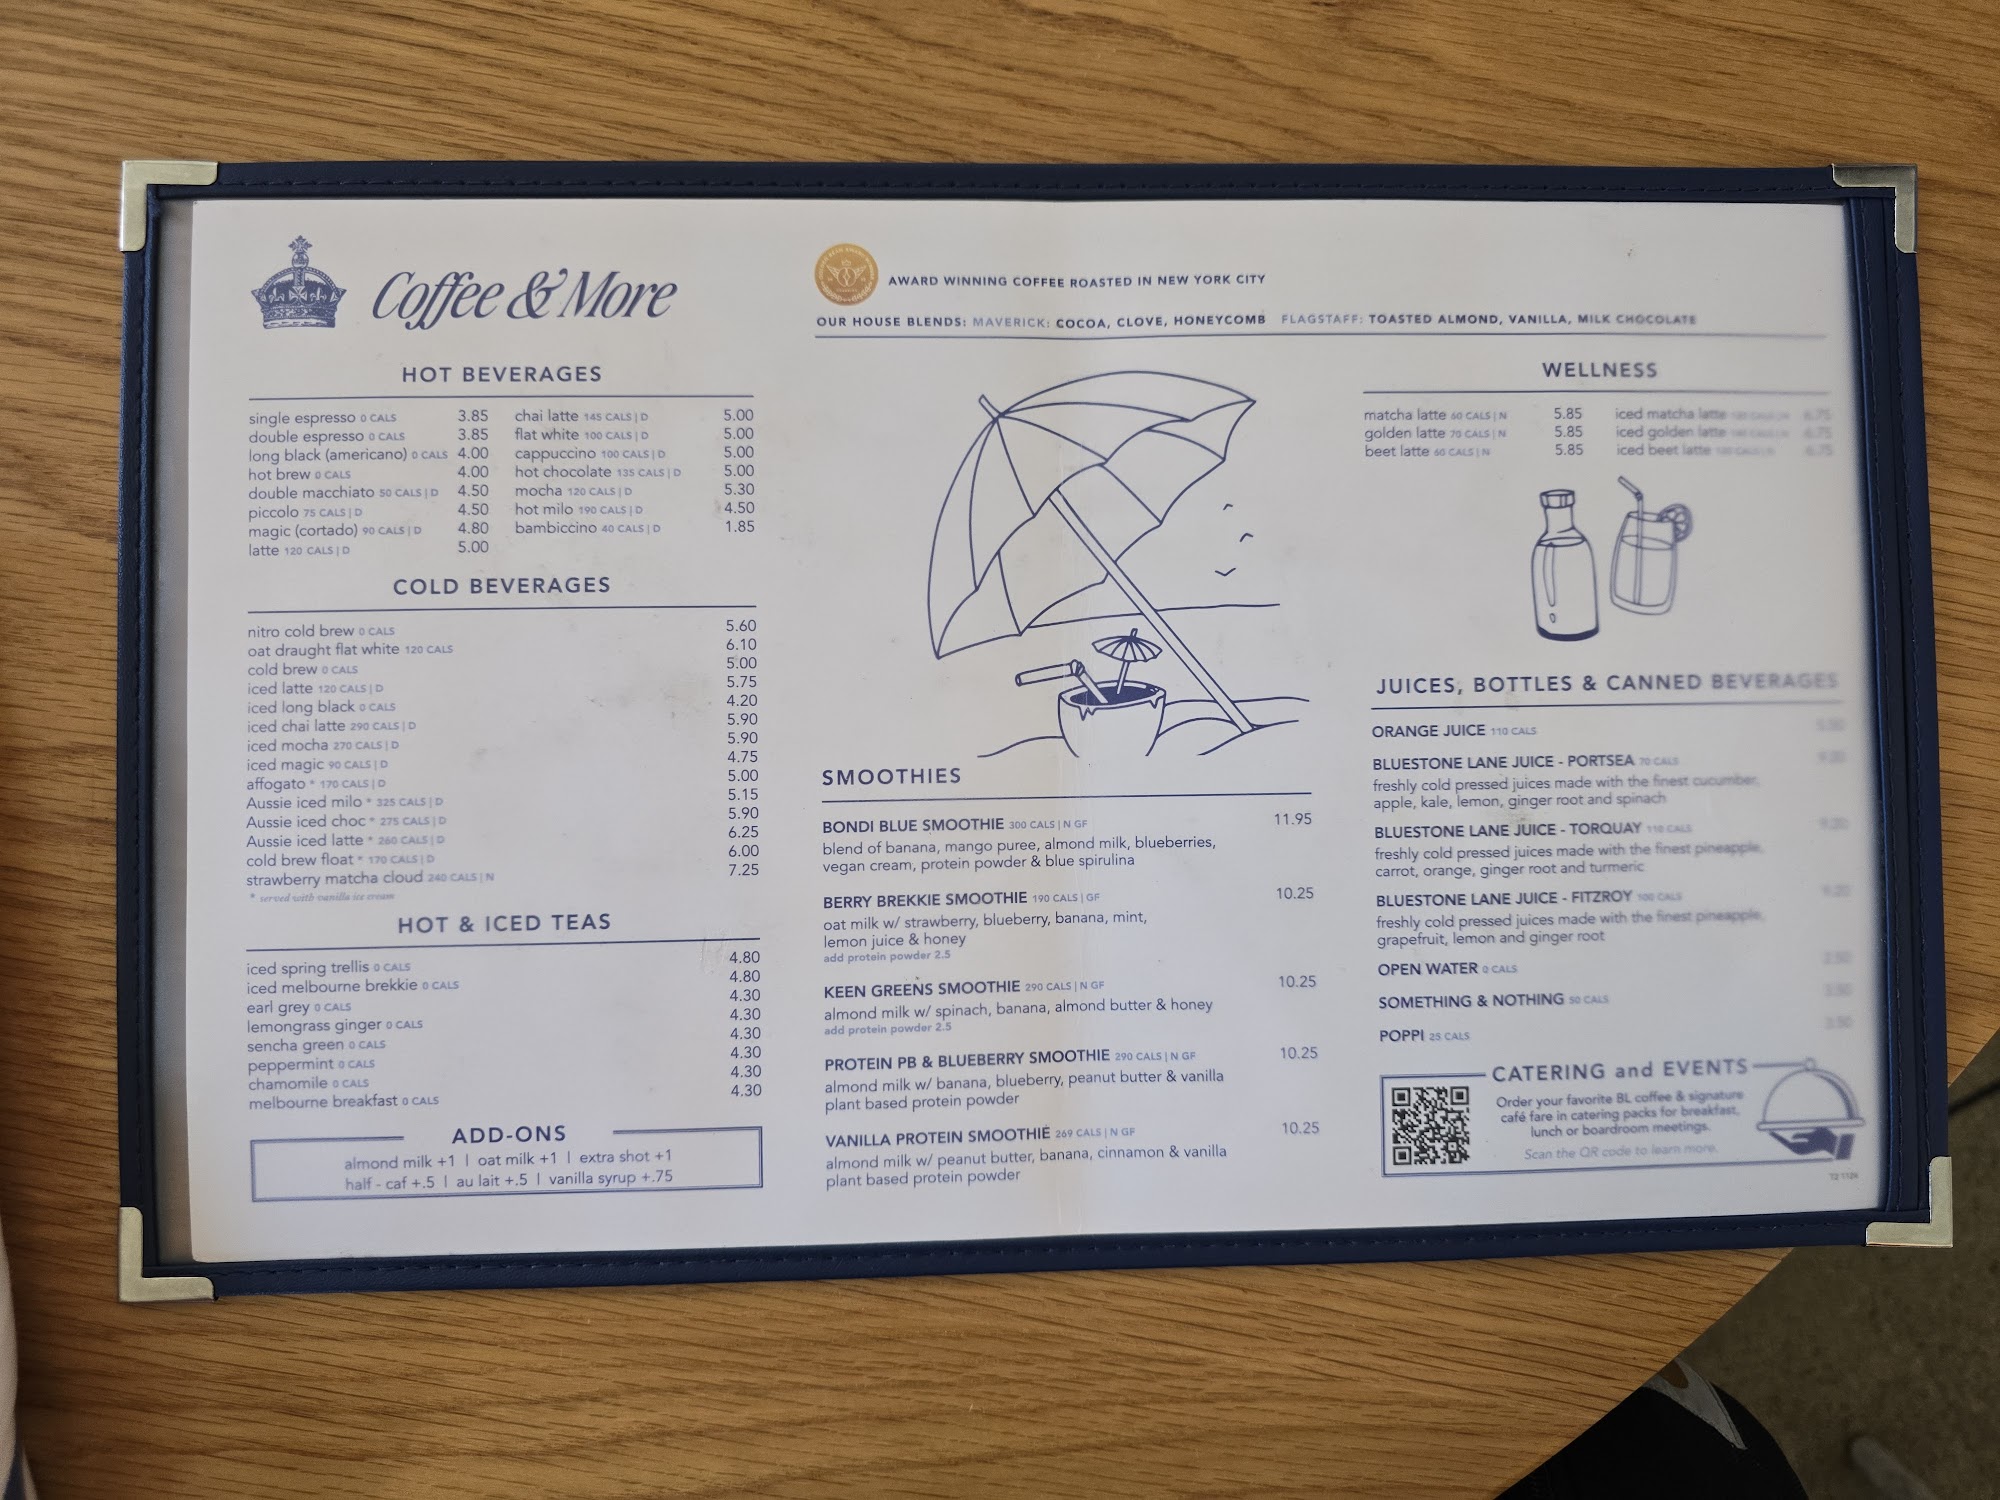 Coffee & More
AWARD WINNING COFFEE ROASTED IN NEW YORK CITY
OUR HOUSE BLENDS: MAVERICK: COCOA, CLOVE, HONEYCOMB FLAGSTAFF: TOASTED ALMOND, VANILLA, MILK CHOCOLATE
HOT BEVERAGES
single espresso 0 CALS 3.85
double espresso 0 CALS 3.85
long black (americano) 0 CALS 4.00
hot brew 0 CALS 4.00
double macchiato 50 CALS | D 4.50
piccolo 75 CALS | D 4.50
magic (cortado) 90 CALS | D 4.80
latte 120 CALS | D 5.00
chai latte 145 CALS | D 5.00
flat white 100 CALS | D 5.00
cappuccino 100 CALS | D 5.00
hot chocolate 135 CALS | D 5.00
mocha 120 CALS | D 5.30
hot milo 190 CALS | D 4.50
bambiccino 40 CALS | D 1.85
COLD BEVERAGES
nitro cold brew 0 CALS 5.60
oat draught flat white 120 CALS 6.10
cold brew 0 CALS 5.00
iced latte 120 CALS | D 5.75
iced long black 0 CALS 4.20
iced chai latte 290 CALS | D 5.90
iced mocha 270 CALS | D 5.90
iced magic 90 CALS | D 4.75
affogato * 170 CALS | D 5.00
Aussie iced milo * 325 CALS | D 5.15
Aussie iced choc * 275 CALS | D 5.90
Aussie iced latte * 260 CALS | D 6.25
cold brew float * 170 CALS | D 6.00
strawberry matcha cloud 240 CALS | N 7.25
* served with vanilla ice cream
HOT & ICED TEAS
iced spring trellis 0 CALS 4.80
iced melbourne brekkie 0 CALS 4.80
earl grey 0 CALS 4.30
lemongrass ginger 0 CALS 4.30
sencha green 0 CALS 4.30
peppermint 0 CALS 4.30
chamomile 0 CALS 4.30
melbourne breakfast 0 CALS 4.30
ADD-ONS
almond milk +1 | oat milk +1 | extra shot +1
half - caf +.5 | au lait +.5 | vanilla syrup +.75
SMOOTHIES
BONDI BLUE SMOOTHIE 300 CALS | N GF 11.95
blend of banana, mango puree, almond milk, blueberries,
vegan cream, protein powder & blue spirulina
BERRY BREKKIE SMOOTHIE 190 CALS | GF 10.25
oat milk w/ strawberry, blueberry, banana, mint,
lemon juice & honey
add protein powder 2.5
KEEN GREENS SMOOTHIE 290 CALS | N GF 10.25
almond milk w/ spinach, banana, almond butter & honey
add protein powder 2.5
PROTEIN PB & BLUEBERRY SMOOTHIE 290 CALS | N GF 10.25
almond milk w/ banana, blueberry, peanut butter & vanilla
plant based protein powder
VANILLA PROTEIN SMOOTHIE 269 CALS | N GF 10.25
almond milk w/ peanut butter, banana, cinnamon & vanilla
plant based protein powder
WELLNESS
matcha latte 60 CALS | N 5.85
golden latte 70 CALS | N 5.85
beet latte 60 CALS | N 5.85
iced matcha latte 6.75
iced golden latte 6.75
iced beet latte 6.75
JUICES, BOTTLES & CANNED BEVERAGES
ORANGE JUICE 110 CALS
BLUESTONE LANE JUICE - PORTSEA 70 CALS
freshly cold pressed juices made with the finest cucumber,
apple, kale, lemon, ginger root and spinach
BLUESTONE LANE JUICE - TORQUAY 110 CALS
freshly cold pressed juices made with the finest pineapple,
carrot, orange, ginger root and turmeric
BLUESTONE LANE JUICE - FITZROY 100 CALS
freshly cold pressed juices made with the finest pineapple,
grapefruit, lemon and ginger root
OPEN WATER 0 CALS
SOMETHING & NOTHING 50 CALS
POPPI 25 CALS
CATERING and EVENTS
Order your favorite BL coffee & signature
café fare in catering packs for breakfast,
lunch or boardroom meetings.
Scan the QR code to learn more.